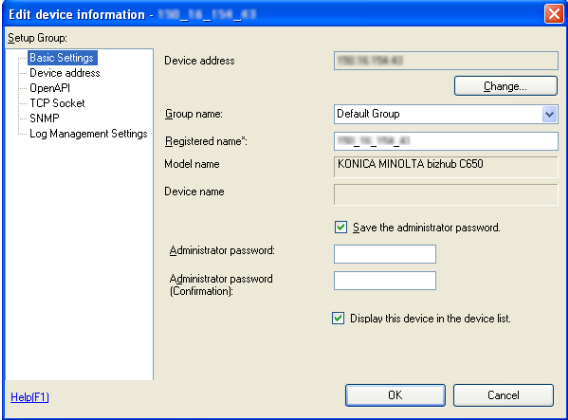 Edit device information -
Setup Group:
Basic Settings
Device address
OpenAPI
TCP Socket
SNMP
Log Management Settings
Device address
Change...
Group name:
Default Group
Registered name*:
Model name
KONICA MINOLTA bizhub C650
Device name
Save the administrator password.
Administrator password:
Administrator password
(Confirmation):
Display this device in the device list.
Help(F1)
OK
Cancel